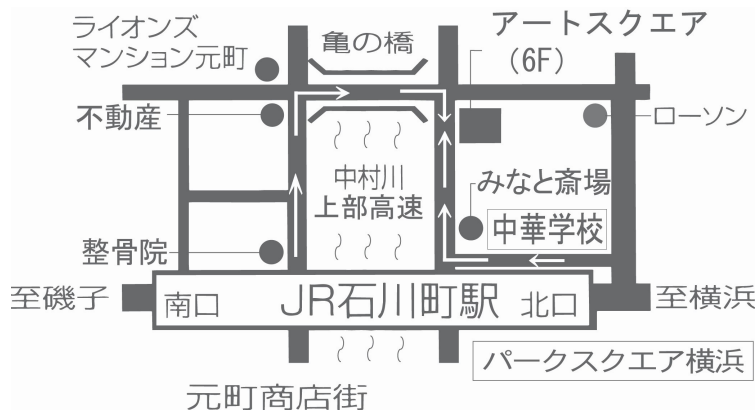 ライオンズ
マンション元町
亀の橋
アートスクエア
(6F)
不動産
ローソン
中村川
上部高速
みなと斎場
中華学校
整骨院
至磯子
南口
JR石川町駅
北口
至横浜
パークスクエア横浜
元町商店街